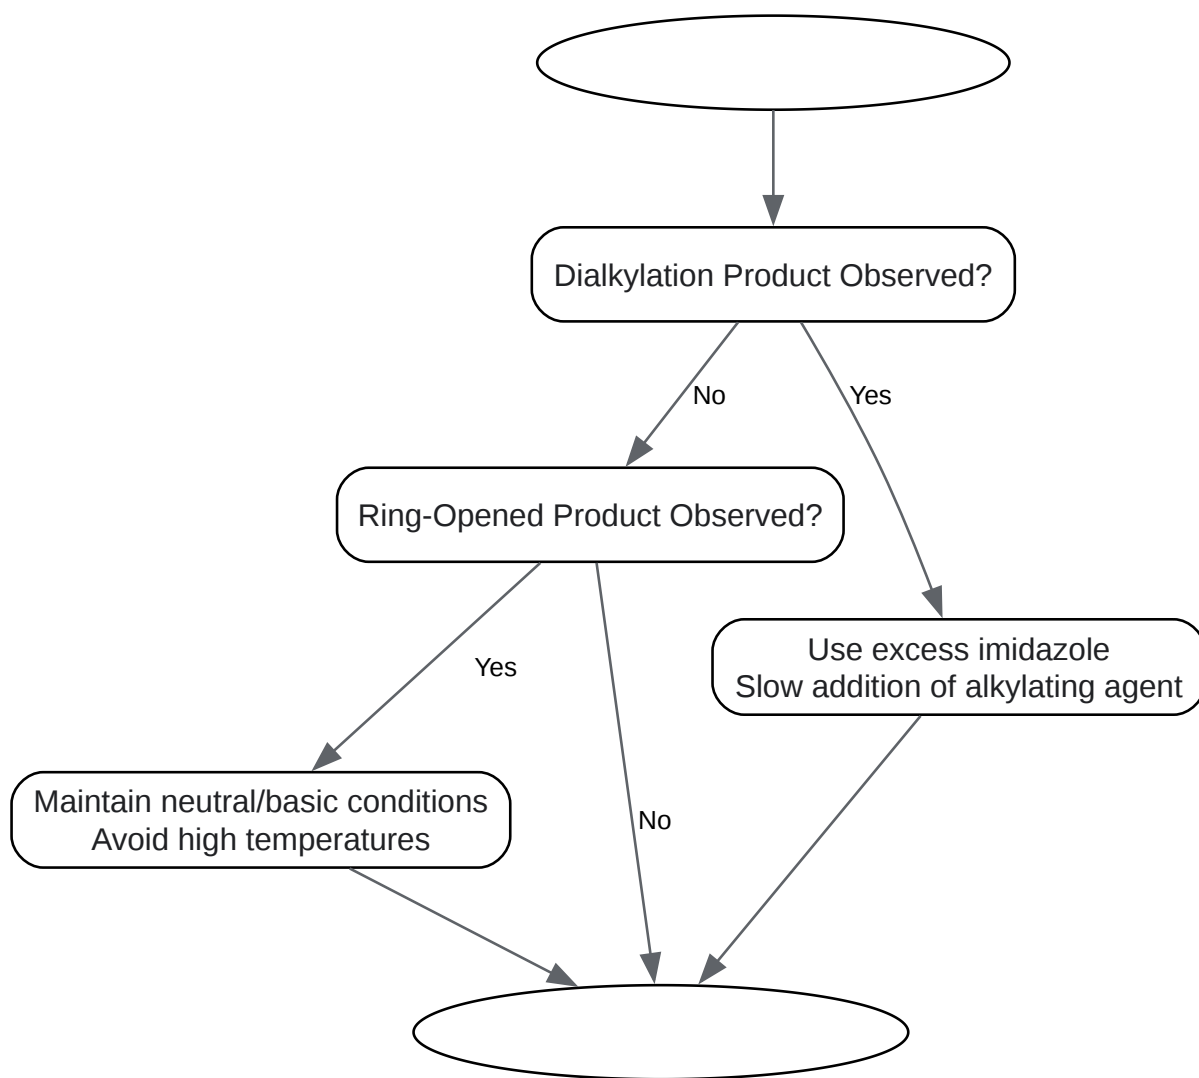 Dialkylation Product Observed?
No
Yes
Ring-Opened Product Observed?
Use excess imidazole
Slow addition of alkylating agent
Yes
Maintain neutral/basic conditions
Avoid high temperatures
No